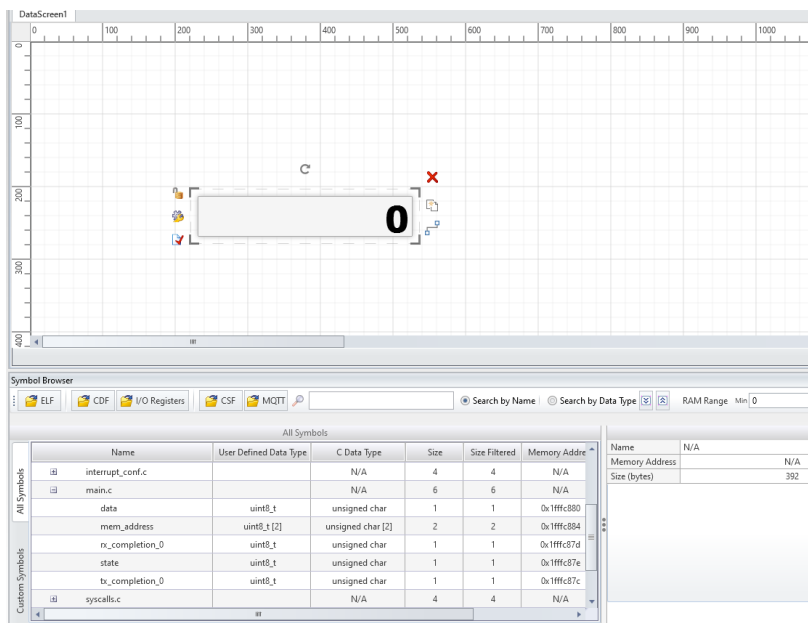 DataScreen1
0 100 200 300 400 500 600 700 800 900 1000
0
100
200
0
300
400
Symbol Browser
ELF CDF I/O Registers CSF MQTT Search by Name Search by Data Type RAM Range Min 0
All Symbols
Name User Defined Data Type C Data Type Size Size Filtered Memory Addre
interrupt_conf.c N/A 4 4 N/A
main.c N/A 6 6 N/A
data uint8_t unsigned char 1 1 0x1fffc880
mem_address uint8_t [2] unsigned char [2] 2 2 0x1fffc884
rx_completion_0 uint8_t unsigned char 1 1 0x1fffc87d
state uint8_t unsigned char 1 1 0x1fffc87e
tx_completion_0 uint8_t unsigned char 1 1 0x1fffc87c
syscalls.c N/A 4 4 N/A
All Symbols
Custom Symbols
Name N/A
Memory Address N/A
Size (bytes) 392